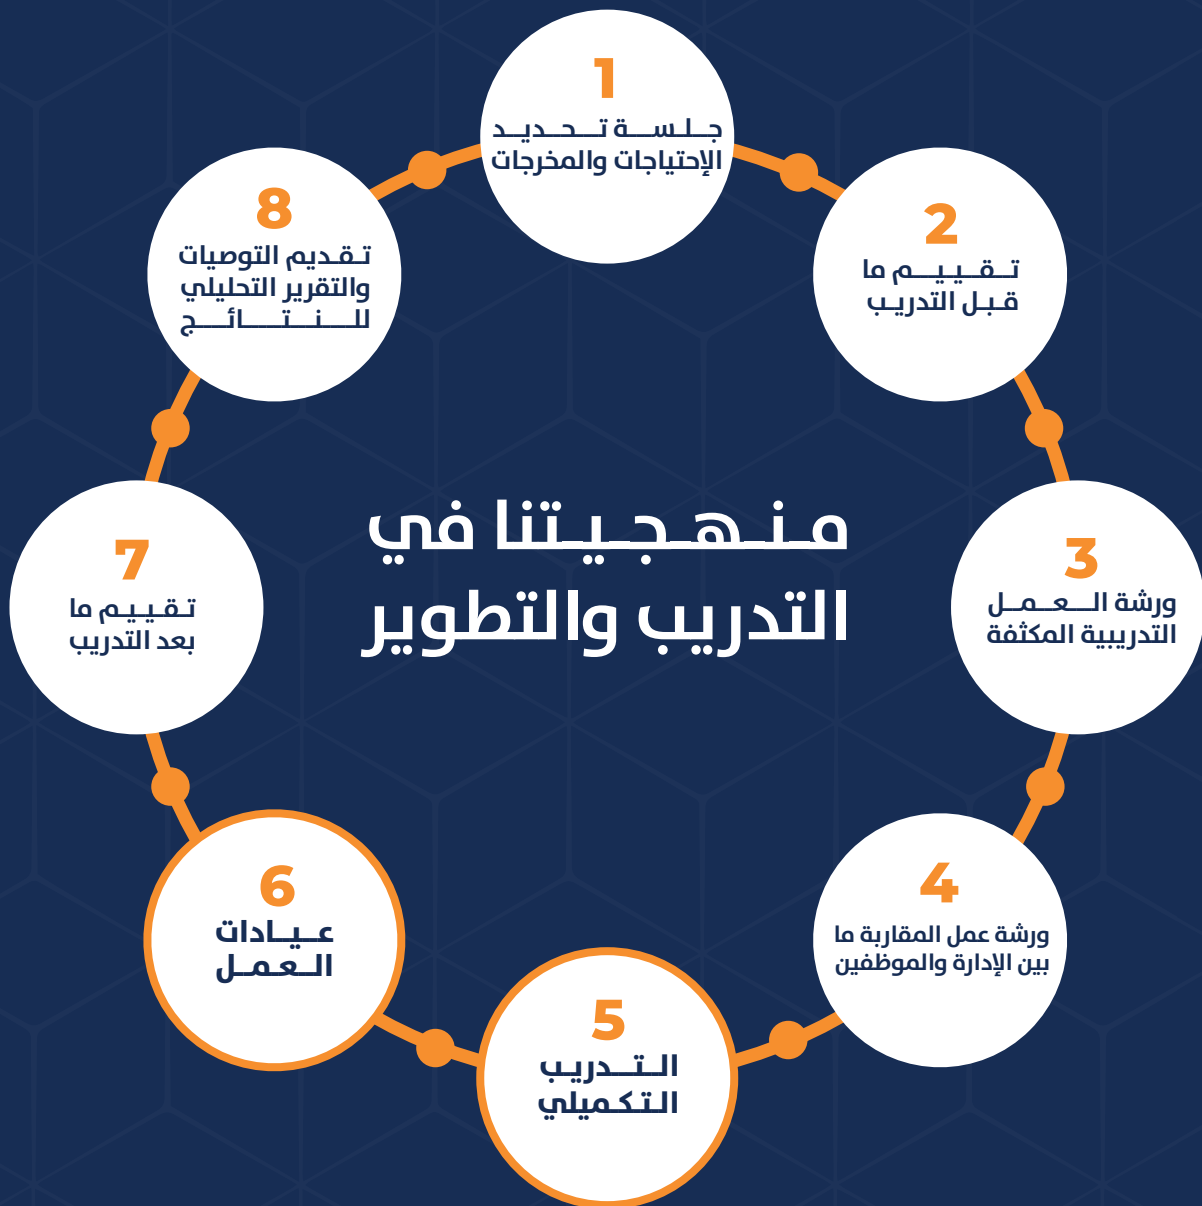 منهجيتنا في
التدريب والتطوير
1
جلسة تحديد
الإحتياجات والمخرجات
2
تقييم ما
قبل التدريب
3
ورشة العمل
التدريبية المكثفة
4
ورشة عمل المقاربة ما
بين الإدارة والموظفين
5
التدريب
التكميلي
6
عيادات
العمل
7
تقييم ما
بعد التدريب
8
تقديم التوصيات
والتقرير التحليلي
للنتائج